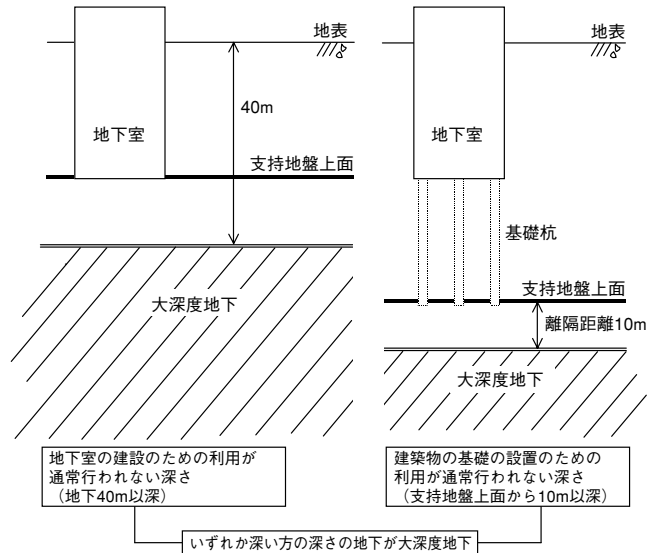 地表
40m
地下室
支持地盤上面
大深度地下
地下室の建設のための利用が
通常行われない深さ
（地下40m以深）
地表
地下室
基礎杭
支持地盤上面
離隔距離10m
大深度地下
建築物の基礎の設置のための
利用が通常行われない深さ
（支持地盤上面から10m以深）
いずれか深い方の深さの地下が大深度地下